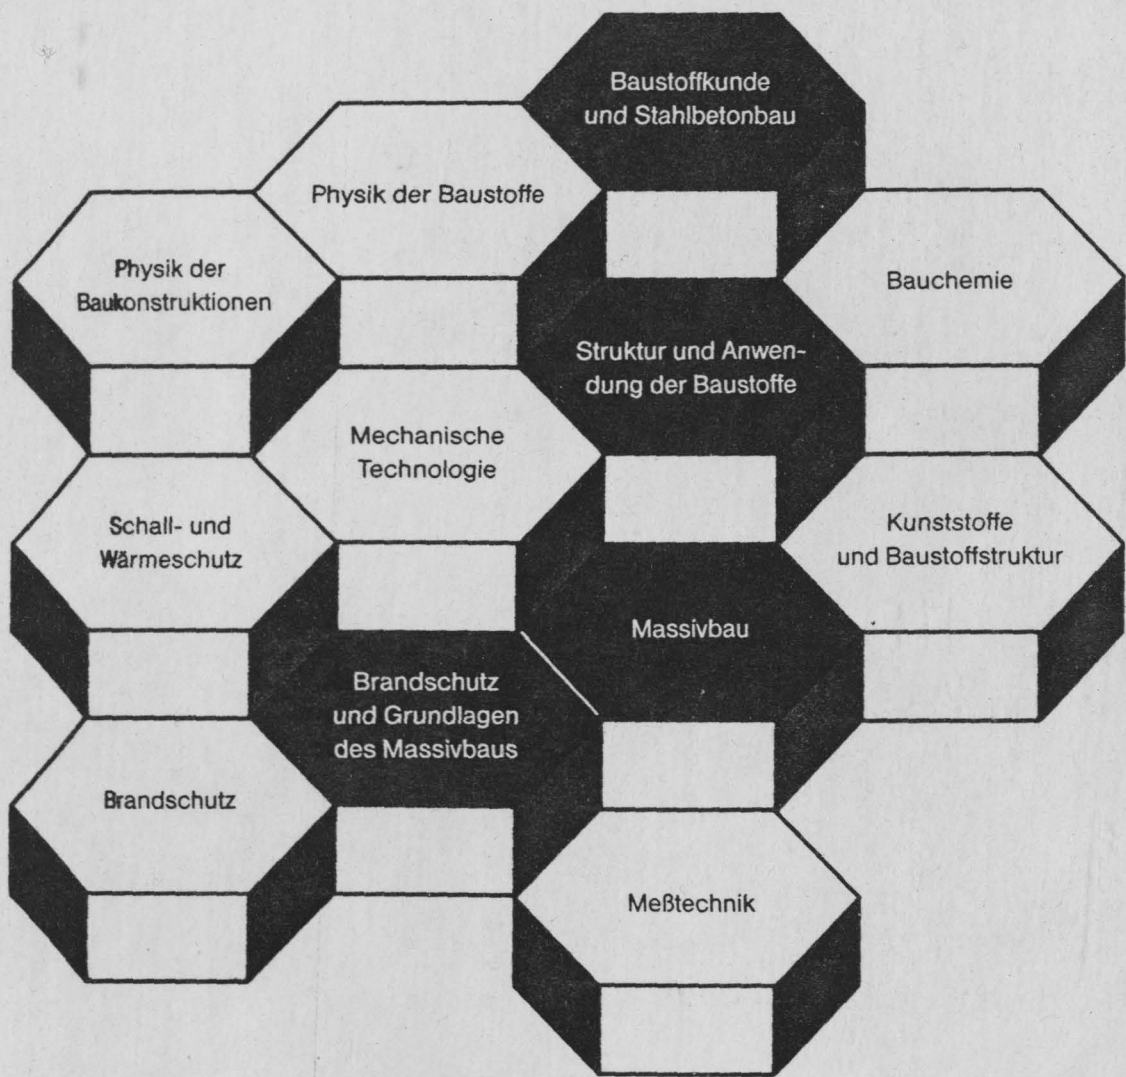 Baustoffkunde
und Stahlbetonbau
Physik der Baustoffe
Physik der
Baukonstruktionen
Bauchemie
Struktur und Anwen-
dung der Baustoffe
Mechanische
Technologie
Schall- und
Wärmeschutz
Kunststoffe
und Baustoffstruktur
Massivbau
Brandschutz
und Grundlagen
des Massivbaus
Brandschutz
Meßtechnik